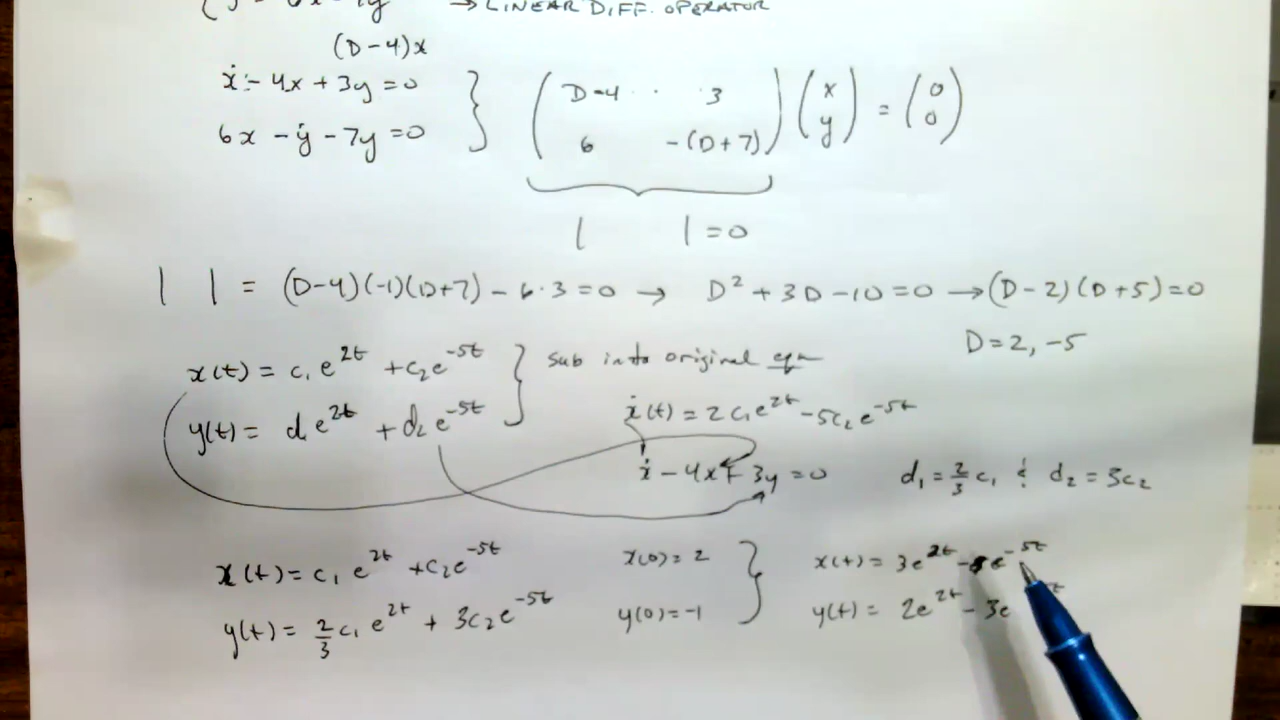 → LINEAR DIFF. OPERATOR
(D-4)x
ẋ - 4x + 3y = 0
6x - ẏ - 7y = 0 } ( D-4 3 ; 6 -(D+7) ) ( x ; y ) = ( 0 ; 0 )
| | = 0
| | = (D-4)(-1)(D+7) - 6·3 = 0 → D² + 3D - 10 = 0 → (D-2)(D+5) = 0
D = 2, -5
x(t) = c₁e^{2t} + c₂e^{-5t} } sub into original eqn
y(t) = d₁e^{2t} + d₂e^{-5t}
ẋ(t) = 2c₁e^{2t} - 5c₂e^{-5t}
ẋ - 4x + 3y = 0 d₁ = 2/3 c₁ & d₂ = 3c₂
x(t) = c₁e^{2t} + c₂e^{-5t} x(0) = 2 } x(t) = 3e^{2t} - e^{-5t}
y(t) = 2/3 c₁e^{2t} + 3c₂e^{-5t} y(0) = -1 y(t) = 2e^{2t} - 3e